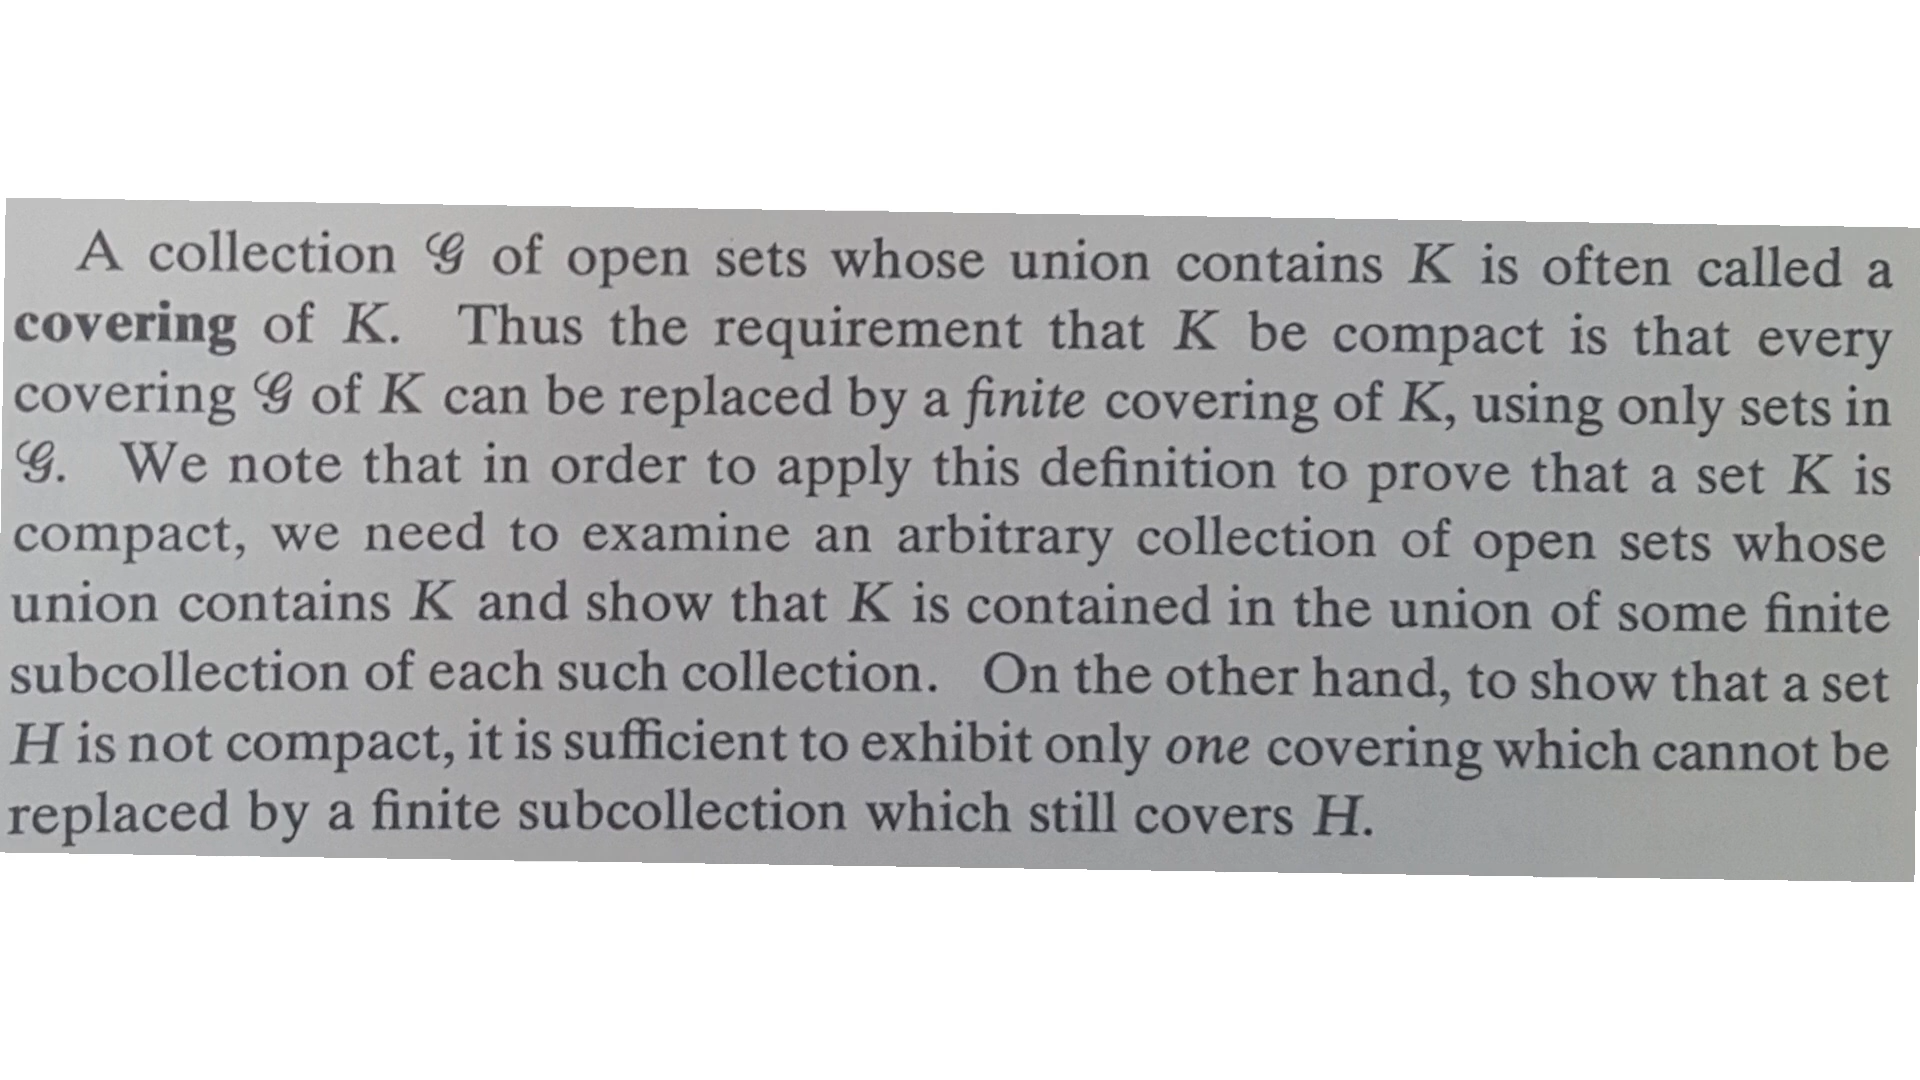 A collection 𝒢 of open sets whose union contains K is often called a
covering of K. Thus the requirement that K be compact is that every
covering 𝒢 of K can be replaced by a finite covering of K, using only sets in
𝒢. We note that in order to apply this definition to prove that a set K is
compact, we need to examine an arbitrary collection of open sets whose
union contains K and show that K is contained in the union of some finite
subcollection of each such collection. On the other hand, to show that a set
H is not compact, it is sufficient to exhibit only one covering which cannot be
replaced by a finite subcollection which still covers H.